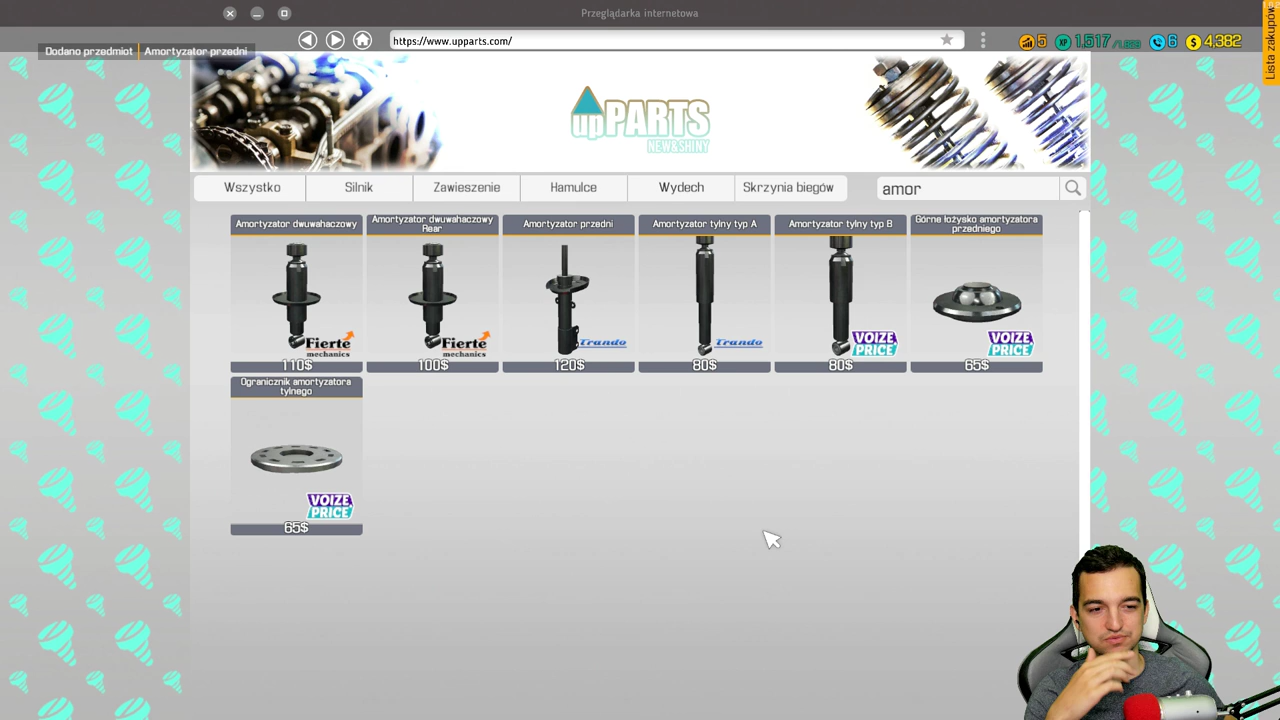 Przeglądarka internetowa
https://www.upparts.com/
5
1,517
6
$ 4,382
Lista zakupów
Dodano przedmiot
Amortyzator przedni
upPARTS
NEW&SHINY
Wszystko
Silnik
Zawieszenie
Hamulce
Wydech
Skrzynia biegów
amor
Amortyzator dwuwahaczowy
Fierte
mechanics
110$
Amortyzator dwuwahaczowy
Rear
Fierte
mechanics
100$
Amortyzator przedni
Trando
120$
Amortyzator tylny typ A
Trando
80$
Amortyzator tylny typ B
VOIZE
PRICE
80$
Górne łożysko amortyzatora
przedniego
VOIZE
PRICE
65$
Ogranicznik amortyzatora
tylnego
VOIZE
PRICE
65$